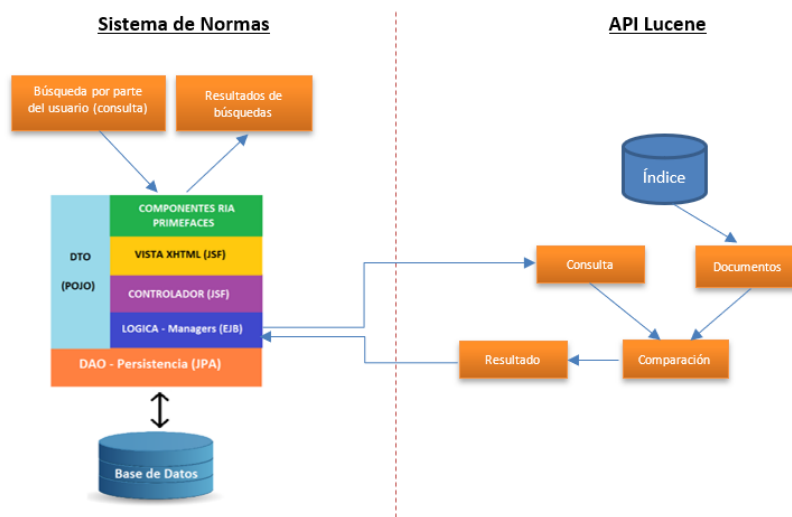 Sistema de Normas
API Lucene
Búsqueda por parte
del usuario (consulta)
Resultados de
búsquedas
Índice
COMPONENTES RIA
PRIMEFACES
DTO
(POJO)
VISTA XHTML (JSF)
CONTROLADOR (JSF)
LOGICA - Managers (EJB)
DAO - Persistencia (JPA)
Consulta
Documentos
Resultado
Comparación
Base de Datos